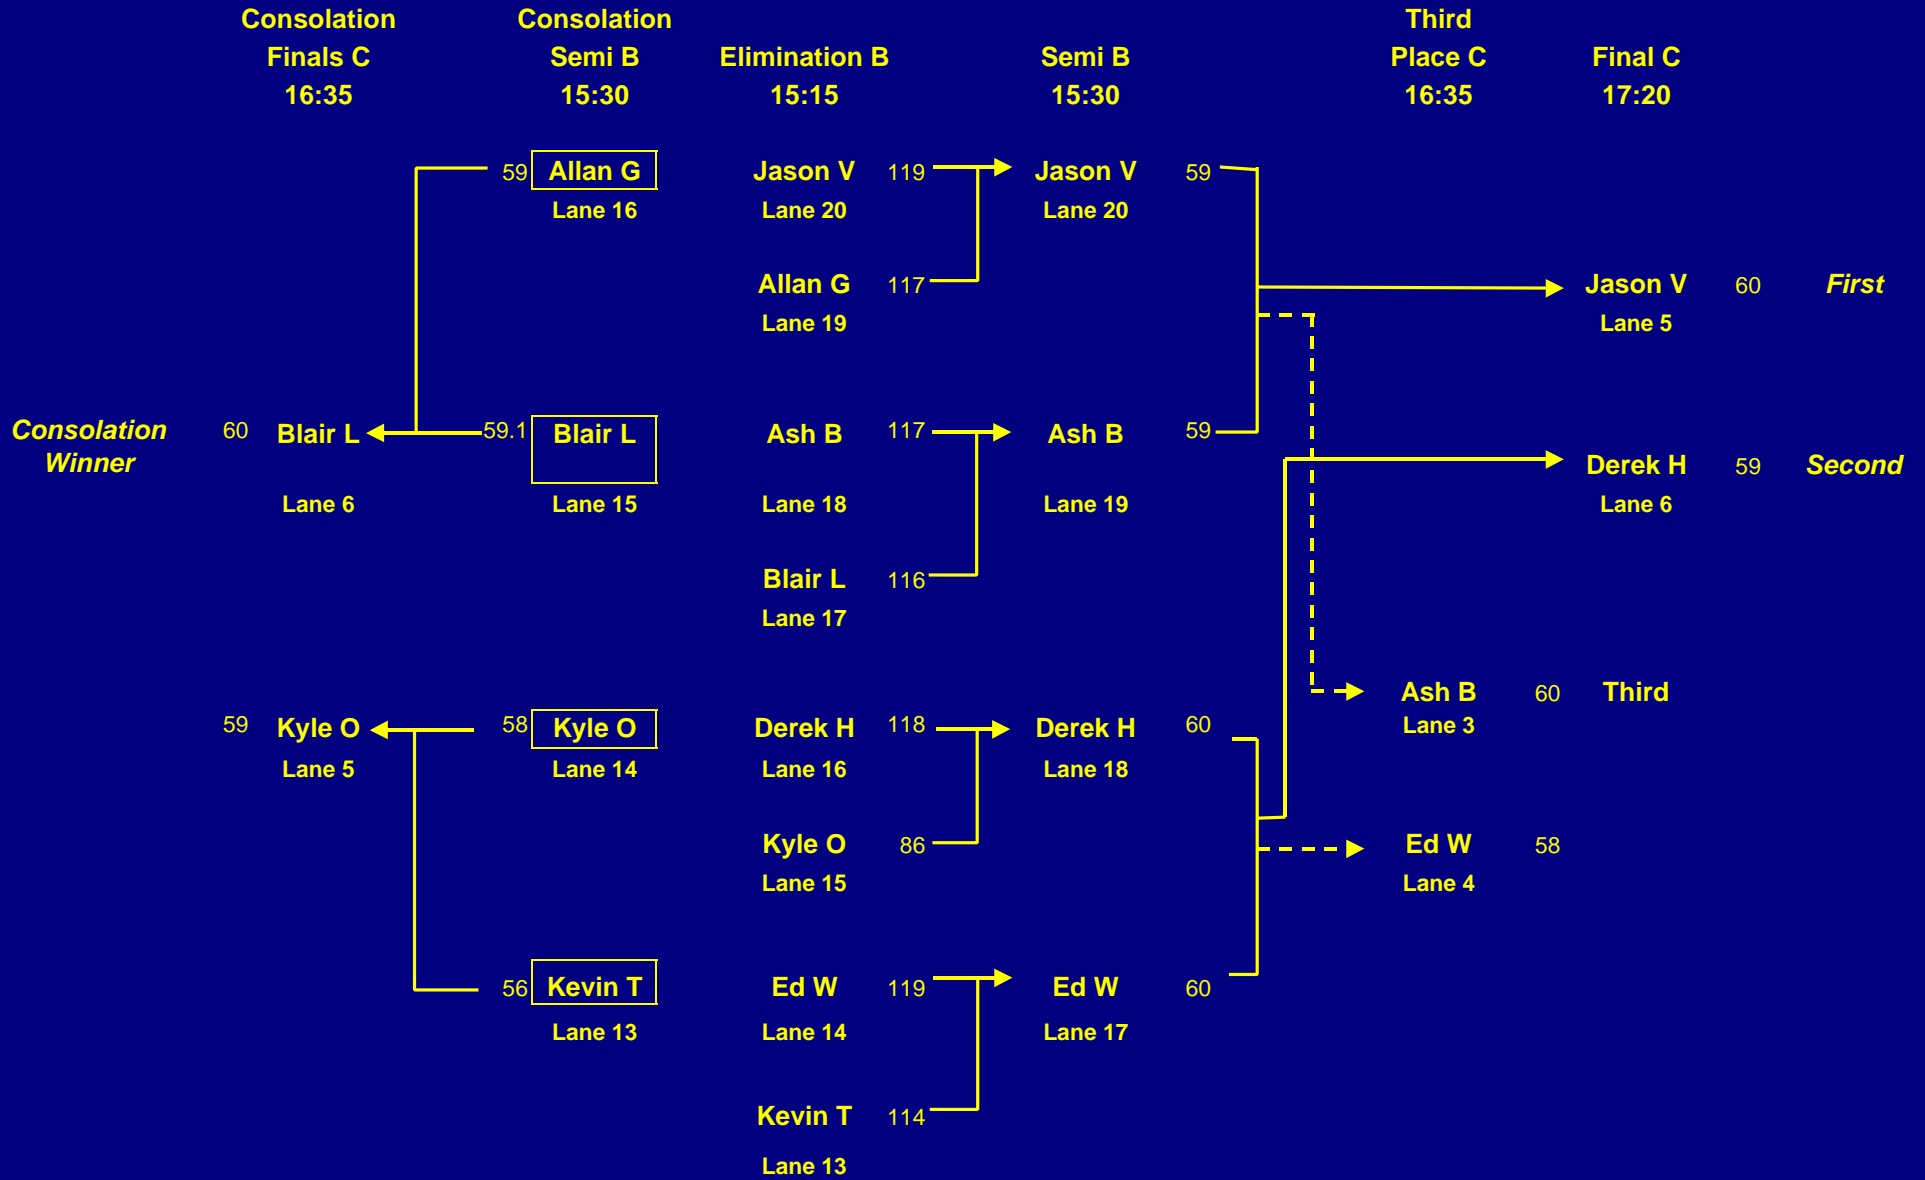 Consolation Consolation Third
Finals C Semi B Elimination B Semi B Place C Final C
16:35 15:30 15:15 15:30 16:35 17:20
59 Allan G Jason V 119 Jason V 59
Lane 16 Lane 20 Lane 20
Allan G 117 Jason V 60 First
Lane 19 Lane 5
Consolation 60 Blair L 59.1 Blair L Ash B 117 Ash B 59
Winner Derek H 59 Second
Lane 6 Lane 15 Lane 18 Lane 19 Lane 6
Blair L 116
Lane 17
Ash B 60 Third
59 Kyle O 58 Kyle O Derek H 118 Derek H 60 Lane 3
Lane 5 Lane 14 Lane 16 Lane 18
Kyle O 86 Ed W 58
Lane 15 Lane 4
56 Kevin T Ed W 119 Ed W 60
Lane 13 Lane 14 Lane 17
Kevin T 114
Lane 13